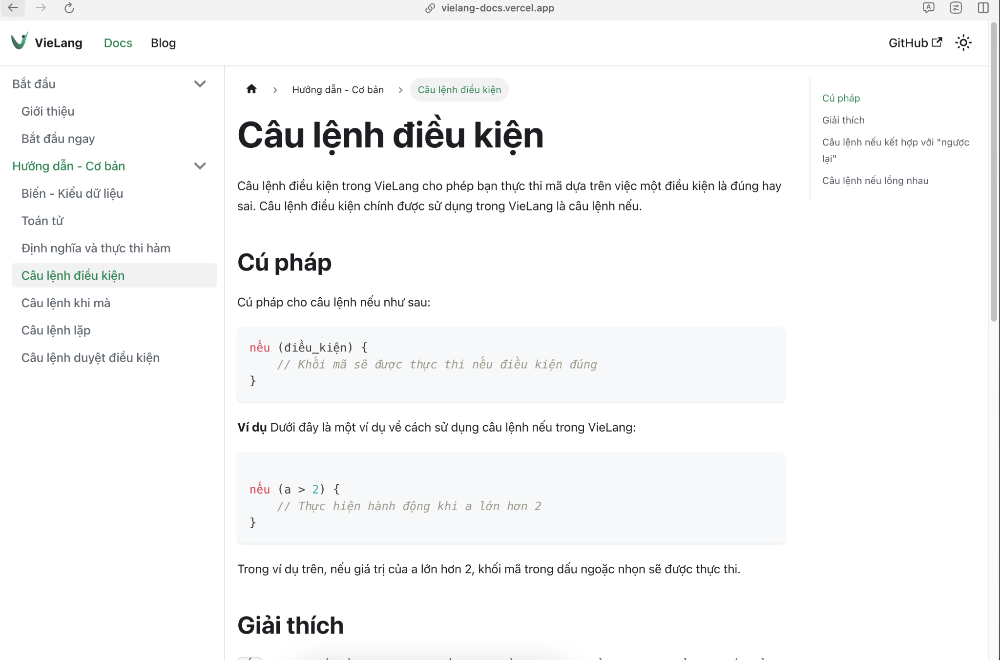 vielang-docs.vercel.app
VieLang Docs Blog GitHub
Bắt đầu
Giới thiệu
Bắt đầu ngay
Hướng dẫn - Cơ bản
Biến - Kiểu dữ liệu
Toán tử
Định nghĩa và thực thi hàm
Câu lệnh điều kiện
Câu lệnh khi mà
Câu lệnh lặp
Câu lệnh duyệt điều kiện
Hướng dẫn - Cơ bản Câu lệnh điều kiện
Câu lệnh điều kiện
Câu lệnh điều kiện trong VieLang cho phép bạn thực thi mã dựa trên việc một điều kiện là đúng hay
sai. Câu lệnh điều kiện chính được sử dụng trong VieLang là câu lệnh nếu.
Cú pháp
Cú pháp cho câu lệnh nếu như sau:
nếu (điều_kiện) {
    // Khối mã sẽ được thực thi nếu điều kiện đúng
}
Ví dụ Dưới đây là một ví dụ về cách sử dụng câu lệnh nếu trong VieLang:
nếu (a > 2) {
    // Thực hiện hành động khi a lớn hơn 2
}
Trong ví dụ trên, nếu giá trị của a lớn hơn 2, khối mã trong dấu ngoặc nhọn sẽ được thực thi.
Giải thích
Cú pháp
Giải thích
Câu lệnh nếu kết hợp với "ngược
lại"
Câu lệnh nếu lồng nhau